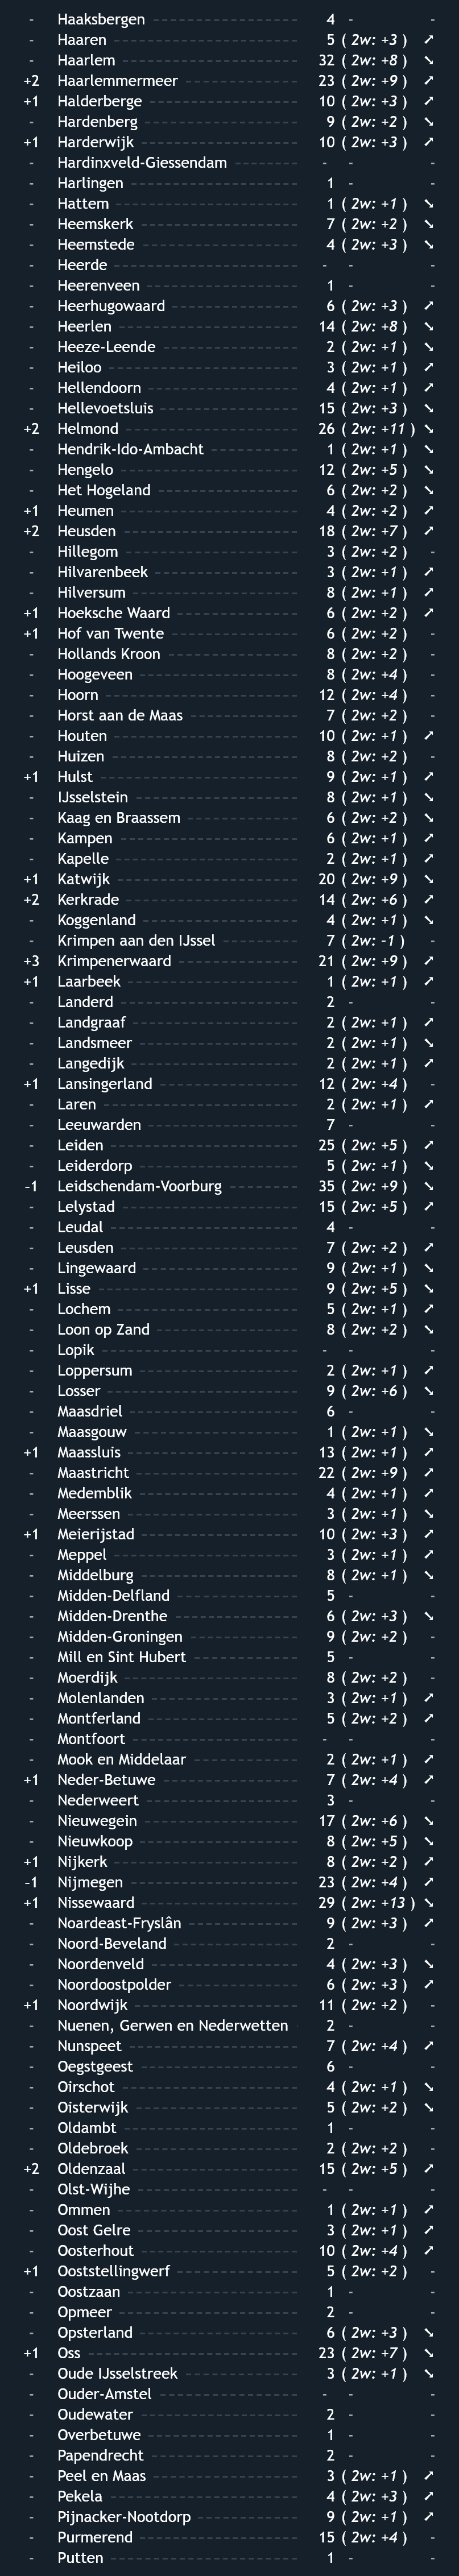 - Haaksbergen 4 - -
- Haaren 5 ( 2w: +3 ) ↗
- Haarlem 32 ( 2w: +8 ) ↘
+2 Haarlemmermeer 23 ( 2w: +9 ) ↗
+1 Halderberge 10 ( 2w: +3 ) ↗
- Hardenberg 9 ( 2w: +2 ) ↘
+1 Harderwijk 10 ( 2w: +3 ) ↗
- Hardinxveld-Giessendam - - -
- Harlingen 1 - -
- Hattem 1 ( 2w: +1 ) ↘
- Heemskerk 7 ( 2w: +2 ) ↘
- Heemstede 4 ( 2w: +3 ) ↘
- Heerde - - -
- Heerenveen 1 - -
- Heerhugowaard 6 ( 2w: +3 ) ↗
- Heerlen 14 ( 2w: +8 ) ↘
- Heeze-Leende 2 ( 2w: +1 ) ↘
- Heiloo 3 ( 2w: +1 ) ↗
- Hellendoorn 4 ( 2w: +1 ) ↗
- Hellevoetsluis 15 ( 2w: +3 ) ↘
+2 Helmond 26 ( 2w: +11 ) ↘
- Hendrik-Ido-Ambacht 1 ( 2w: +1 ) ↘
- Hengelo 12 ( 2w: +5 ) ↘
- Het Hogeland 6 ( 2w: +2 ) ↘
+1 Heumen 4 ( 2w: +2 ) ↗
+2 Heusden 18 ( 2w: +7 ) ↗
- Hillegom 3 ( 2w: +2 ) -
- Hilvarenbeek 3 ( 2w: +1 ) ↗
- Hilversum 8 ( 2w: +1 ) ↗
+1 Hoeksche Waard 6 ( 2w: +2 ) ↗
+1 Hof van Twente 6 ( 2w: +2 ) -
- Hollands Kroon 8 ( 2w: +2 ) -
- Hoogeveen 8 ( 2w: +4 ) -
- Hoorn 12 ( 2w: +4 ) -
- Horst aan de Maas 7 ( 2w: +2 ) -
- Houten 10 ( 2w: +1 ) ↗
- Huizen 8 ( 2w: +2 ) -
+1 Hulst 9 ( 2w: +1 ) ↗
- IJsselstein 8 ( 2w: +1 ) ↘
- Kaag en Braassem 6 ( 2w: +2 ) ↘
- Kampen 6 ( 2w: +1 ) ↗
- Kapelle 2 ( 2w: +1 ) ↗
+1 Katwijk 20 ( 2w: +9 ) ↘
+2 Kerkrade 14 ( 2w: +6 ) ↗
- Koggenland 4 ( 2w: +1 ) ↘
- Krimpen aan den IJssel 7 ( 2w: -1 ) -
+3 Krimpenerwaard 21 ( 2w: +9 ) ↗
+1 Laarbeek 1 ( 2w: +1 ) ↗
- Landerd 2 - -
- Landgraaf 2 ( 2w: +1 ) ↗
- Landsmeer 2 ( 2w: +1 ) ↘
- Langedijk 2 ( 2w: +1 ) ↗
+1 Lansingerland 12 ( 2w: +4 ) -
- Laren 2 ( 2w: +1 ) ↗
- Leeuwarden 7 - -
- Leiden 25 ( 2w: +5 ) ↗
- Leiderdorp 5 ( 2w: +1 ) ↘
-1 Leidschendam-Voorburg 35 ( 2w: +9 ) ↘
- Lelystad 15 ( 2w: +5 ) ↗
- Leudal 4 - -
- Leusden 7 ( 2w: +2 ) ↗
- Lingewaard 9 ( 2w: +1 ) ↘
+1 Lisse 9 ( 2w: +5 ) ↘
- Lochem 5 ( 2w: +1 ) ↗
- Loon op Zand 8 ( 2w: +2 ) ↘
- Lopik - - -
- Loppersum 2 ( 2w: +1 ) ↗
- Losser 9 ( 2w: +6 ) ↘
- Maasdriel 6 - -
- Maasgouw 1 ( 2w: +1 ) ↘
+1 Maassluis 13 ( 2w: +1 ) ↗
- Maastricht 22 ( 2w: +9 ) ↗
- Medemblik 4 ( 2w: +1 ) ↗
- Meerssen 3 ( 2w: +1 ) ↘
+1 Meierijstad 10 ( 2w: +3 ) ↗
- Meppel 3 ( 2w: +1 ) ↗
- Middelburg 8 ( 2w: +1 ) ↘
- Midden-Delfland 5 - -
- Midden-Drenthe 6 ( 2w: +3 ) ↘
- Midden-Groningen 9 ( 2w: +2 ) -
- Mill en Sint Hubert 5 - -
- Moerdijk 8 ( 2w: +2 ) -
- Molenlanden 3 ( 2w: +1 ) ↗
- Montferland 5 ( 2w: +2 ) ↗
- Montfoort - - -
- Mook en Middelaar 2 ( 2w: +1 ) ↗
+1 Neder-Betuwe 7 ( 2w: +4 ) ↗
- Nederweert 3 - -
- Nieuwegein 17 ( 2w: +6 ) ↘
- Nieuwkoop 8 ( 2w: +5 ) ↘
+1 Nijkerk 8 ( 2w: +2 ) ↗
-1 Nijmegen 23 ( 2w: +4 ) ↗
+1 Nissewaard 29 ( 2w: +13 ) ↘
- Noardeast-Fryslân 9 ( 2w: +3 ) ↗
- Noord-Beveland 2 - -
- Noordenveld 4 ( 2w: +3 ) ↘
- Noordoostpolder 6 ( 2w: +3 ) ↗
+1 Noordwijk 11 ( 2w: +2 ) -
- Nuenen, Gerwen en Nederwetten 2 - -
- Nunspeet 7 ( 2w: +4 ) ↗
- Oegstgeest 6 - -
- Oirschot 4 ( 2w: +1 ) ↘
- Oisterwijk 5 ( 2w: +2 ) ↘
- Oldambt 1 - -
- Oldebroek 2 ( 2w: +2 ) -
+2 Oldenzaal 15 ( 2w: +5 ) ↗
- Olst-Wijhe - - -
- Ommen 1 ( 2w: +1 ) ↗
- Oost Gelre 3 ( 2w: +1 ) ↗
- Oosterhout 10 ( 2w: +4 ) ↗
+1 Ooststellingwerf 5 ( 2w: +2 ) -
- Oostzaan 1 - -
- Opmeer 2 - -
- Opsterland 6 ( 2w: +3 ) ↘
+1 Oss 23 ( 2w: +7 ) ↘
- Oude IJsselstreek 3 ( 2w: +1 ) ↘
- Ouder-Amstel - - -
- Oudewater 2 - -
- Overbetuwe 1 - -
- Papendrecht 2 - -
- Peel en Maas 3 ( 2w: +1 ) ↗
- Pekela 4 ( 2w: +3 ) ↗
- Pijnacker-Nootdorp 9 ( 2w: +1 ) ↗
- Purmerend 15 ( 2w: +4 ) -
- Putten 1 - -